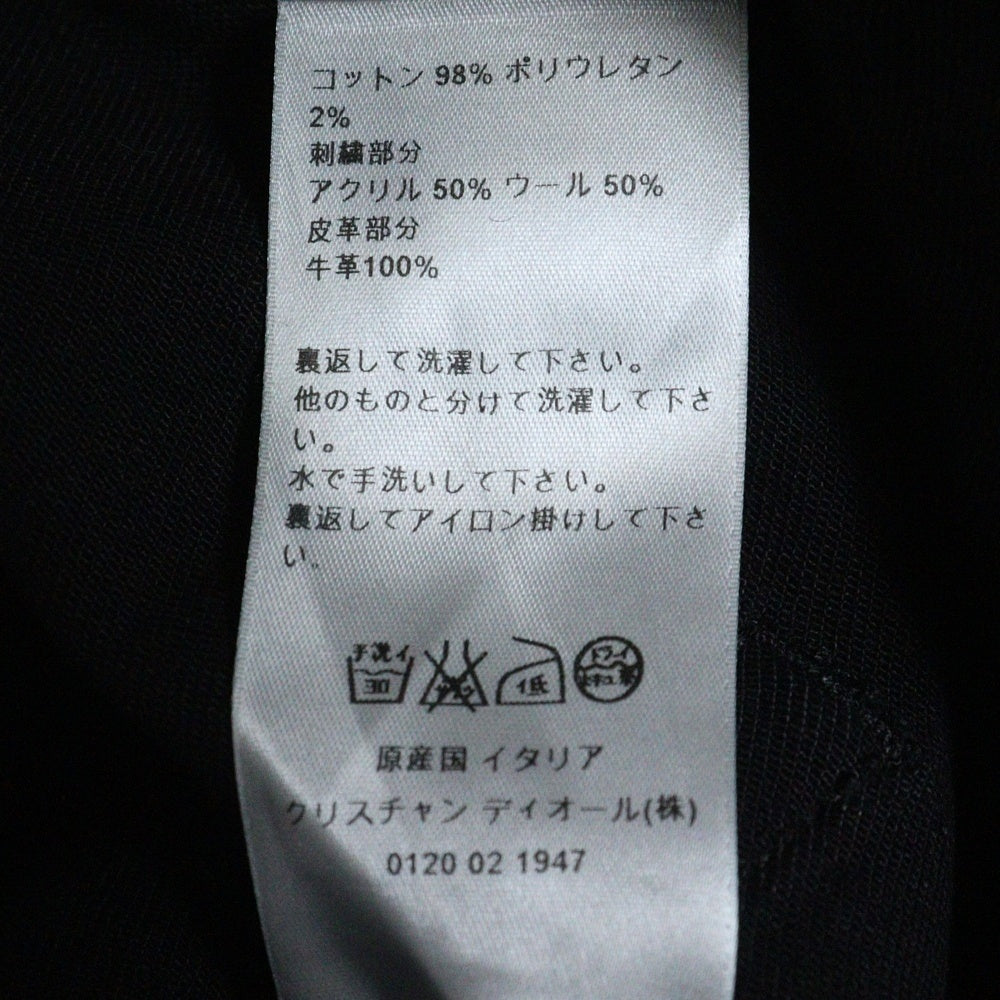 コットン 98% ポリウレタン
2%
刺繍部分
アクリル 50% ウール 50%
皮革部分
牛革100%
裏返して洗濯して下さい。
他のものと分けて洗濯して下さ
い。
水で手洗いして下さい。
裏返してアイロン掛けして下さ
い。
手洗イ
30
低
ドライ
セキユ系
原産国 イタリア
クリスチャン ディオール(株)
0120 02 1947